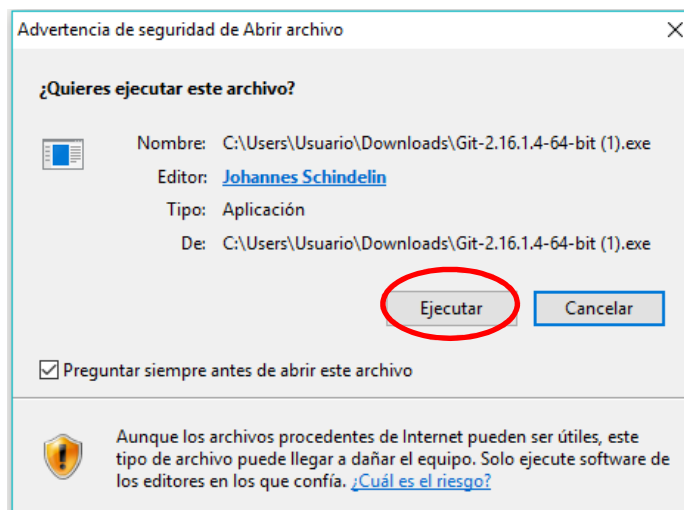 Advertencia de seguridad de Abrir archivo
¿Quieres ejecutar este archivo?
Nombre: C:\Users\Usuario\Downloads\Git-2.16.1.4-64-bit (1).exe
Editor: Johannes Schindelin
Tipo: Aplicación
De: C:\Users\Usuario\Downloads\Git-2.16.1.4-64-bit (1).exe
Ejecutar Cancelar
Preguntar siempre antes de abrir este archivo
Aunque los archivos procedentes de Internet pueden ser útiles, este
tipo de archivo puede llegar a dañar el equipo. Solo ejecute software de
los editores en los que confía. ¿Cuál es el riesgo?